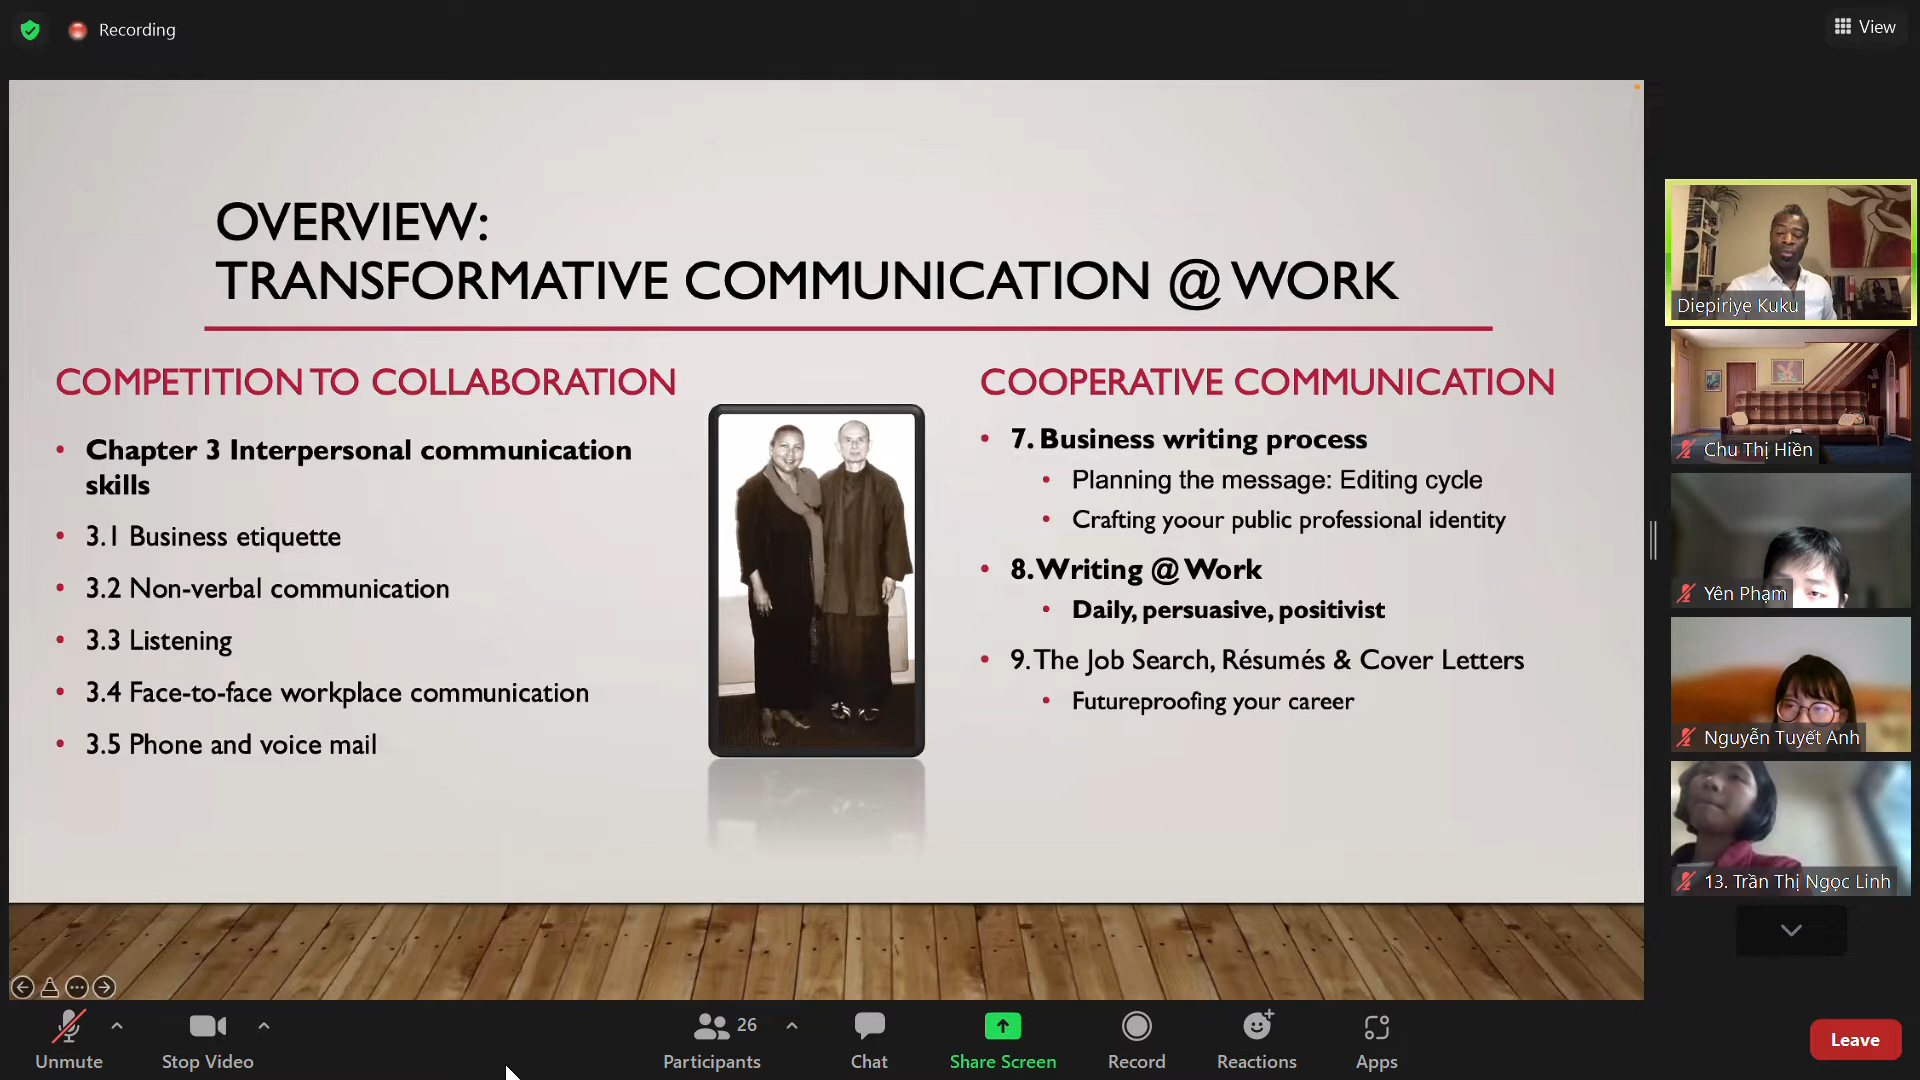 Recording
View
OVERVIEW:
TRANSFORMATIVE COMMUNICATION @ WORK
COMPETITION TO COLLABORATION
• Chapter 3 Interpersonal communication
skills
• 3.1 Business etiquette
• 3.2 Non-verbal communication
• 3.3 Listening
• 3.4 Face-to-face workplace communication
• 3.5 Phone and voice mail
COOPERATIVE COMMUNICATION
• 7. Business writing process
• Planning the message: Editing cycle
• Crafting yoour public professional identity
• 8. Writing @ Work
• Daily, persuasive, positivist
• 9. The Job Search, Résumés & Cover Letters
• Futureproofing your career
Diepiriye Kuku
Chu Thị Hiền
Yên Phạm
Nguyễn Tuyết Anh
13. Trần Thị Ngọc Linh
Unmute
Stop Video
26
Participants
Chat
Share Screen
Record
Reactions
Apps
Leave